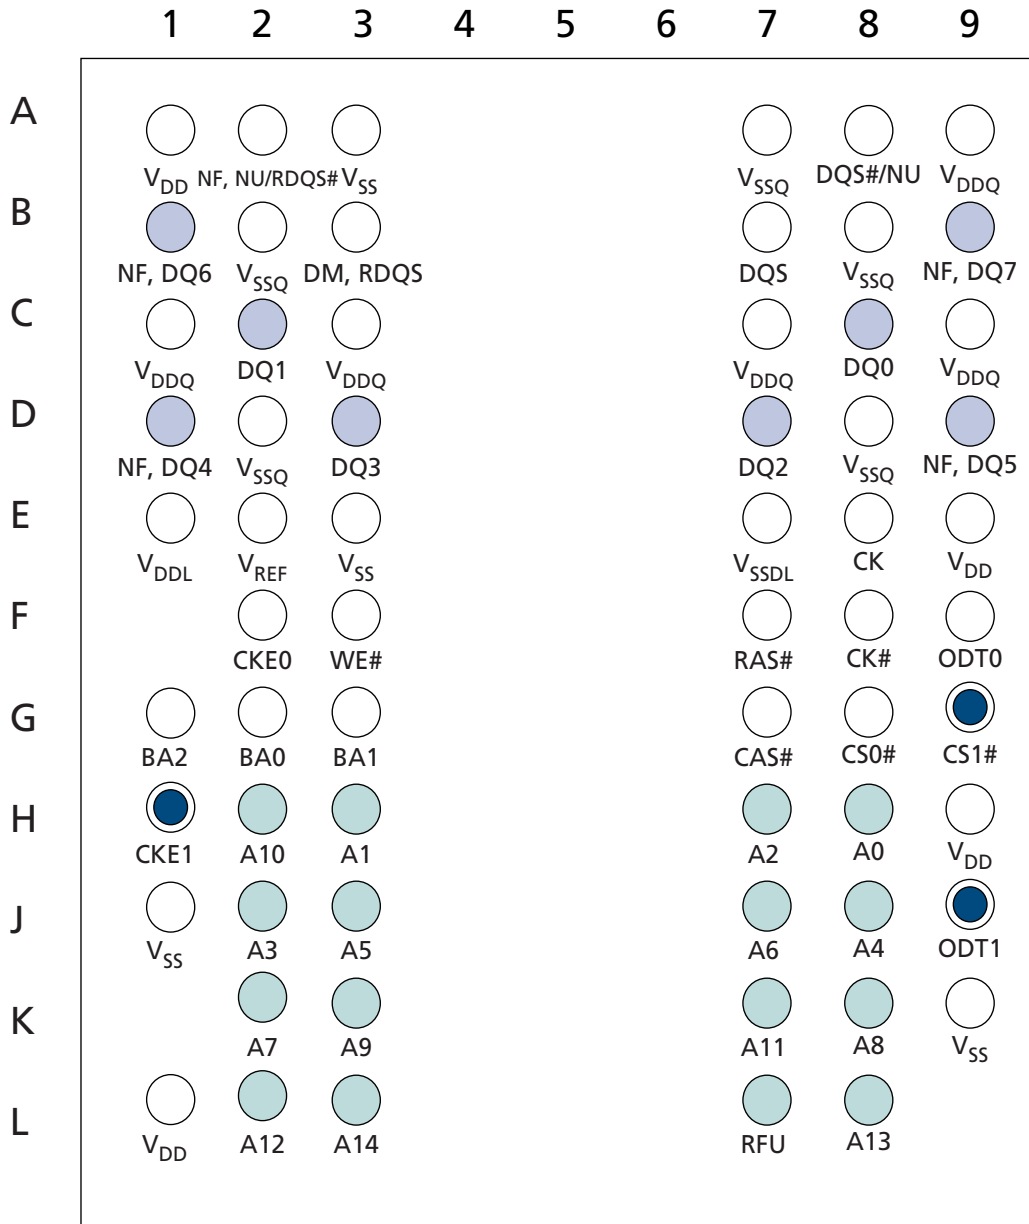 1 2 3 4 5 6 7 8 9
A
VDD NF, NU/RDQS# VSS VSSQ DQS#/NU VDDQ
B
NF, DQ6 VSSQ DM, RDQS DQS VSSQ NF, DQ7
C
VDDQ DQ1 VDDQ VDDQ DQ0 VDDQ
D
NF, DQ4 VSSQ DQ3 DQ2 VSSQ NF, DQ5
E
VDDL VREF VSS VSSDL CK VDD
F
CKE0 WE# RAS# CK# ODT0
G
BA2 BA0 BA1 CAS# CS0# CS1#
H
CKE1 A10 A1 A2 A0 VDD
J
VSS A3 A5 A6 A4 ODT1
K
A7 A9 A11 A8 VSS
L
VDD A12 A14 RFU A13